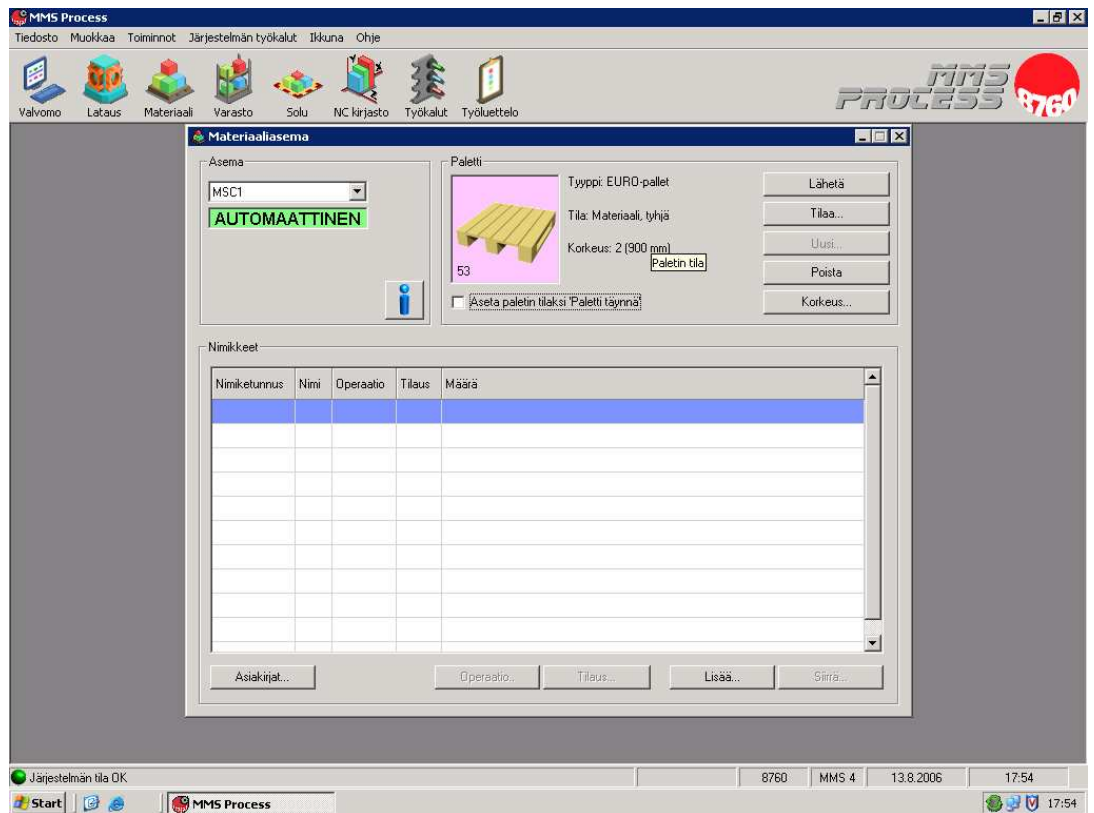 MMS Process
Tiedosto Muokkaa Toiminnot Järjestelmän työkalut Ikkuna Ohje
Valvomo Lataus Materiaali Varasto Solu NC kirjasto Työkalut Työluettelo
MMS PROCESS 8760
Materiaaliasema
Asema
MSC1
AUTOMAATTINEN
Paletti
53
Tyyppi: EURO-pallet
Tila: Materiaali, tyhjä
Korkeus: 2 (900 mm)
Paletin tila
Aseta paletin tilaksi 'Paletti täynnä'
Lähetä
Tilaa...
Uusi...
Poista
Korkeus...
Nimikkeet
Nimiketunnus Nimi Operaatio Tilaus Määrä
Asiakirjat... Operaatio.. Tilaus... Lisää... Siirrä...
Järjestelmän tila OK 8760 MMS 4 13.8.2006 17:54
Start MMS Process 17:54